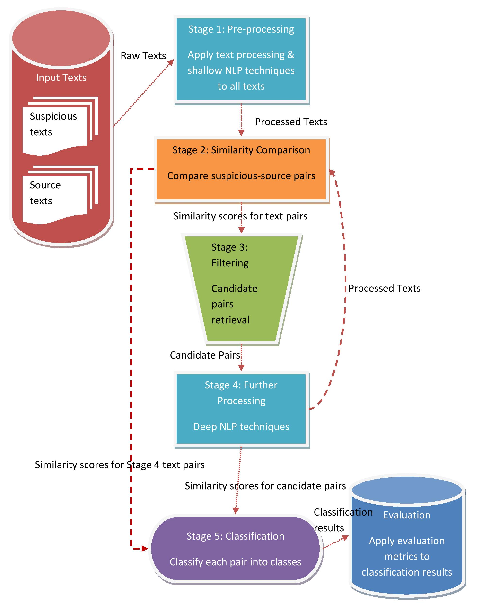 Stage 1: Pre-processing
Apply text processing &
shallow NLP techniques
to all texts
Raw Texts
Input Texts
Suspicious
texts
Source
texts
Processed Texts
Stage 2: Similarity Comparison
Compare suspicious-source pairs
Similarity scores for text pairs
Stage 3:
Filtering
Candidate
pairs
retrieval
Processed Texts
Candidate Pairs
Stage 4: Further
Processing
Deep NLP techniques
Similarity scores for Stage 4 text pairs
Similarity scores for candidate pairs
Stage 5: Classification
Classify each pair into classes
Classification
results
Evaluation
Apply evaluation
metrics to
classification results